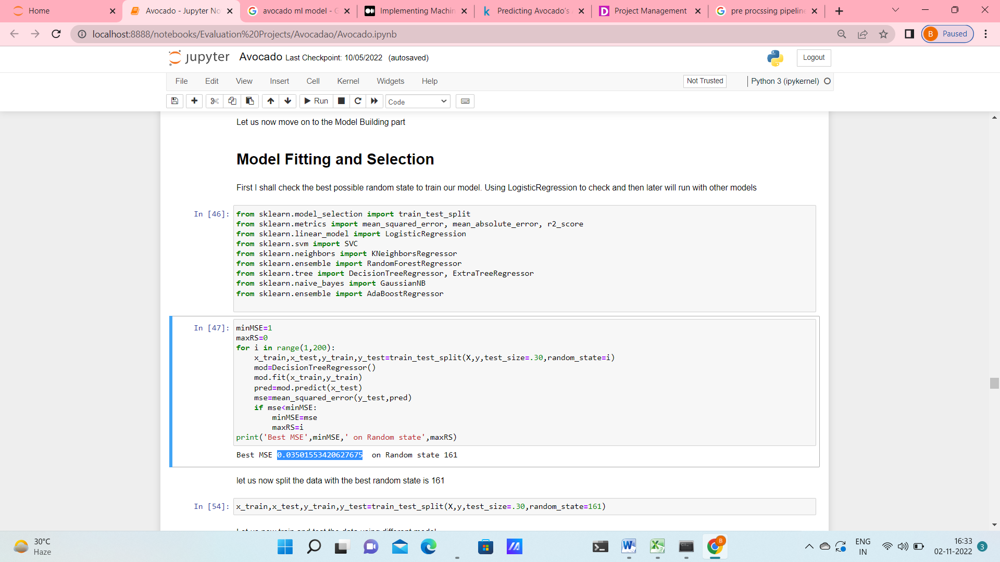 Home
Avocado - Jupyter No
avocado ml model - G
Implementing Machin
Predicting Avocado's
Project Management
pre procssing pipeline
localhost:8888/notebooks/Evaluation%20Projects/Avocadao/Avocado.ipynb
B Paused
jupyter Avocado Last Checkpoint: 10/05/2022 (autosaved)
Logout
File Edit View Insert Cell Kernel Widgets Help
Not Trusted
Python 3 (ipykernel)
Run
Code
Let us now move on to the Model Building part
Model Fitting and Selection
First I shall check the best possible random state to train our model. Using LogisticRegression to check and then later will run with other models
In [46]:
from sklearn.model_selection import train_test_split
from sklearn.metrics import mean_squared_error, mean_absolute_error, r2_score
from sklearn.linear_model import LogisticRegression
from sklearn.svm import SVC
from sklearn.neighbors import KNeighborsRegressor
from sklearn.ensemble import RandomForestRegressor
from sklearn.tree import DecisionTreeRegressor, ExtraTreeRegressor
from sklearn.naive_bayes import GaussianNB
from sklearn.ensemble import AdaBoostRegressor
In [47]:
minMSE=1
maxRS=0
for i in range(1,200):
    x_train,x_test,y_train,y_test=train_test_split(X,y,test_size=.30,random_state=i)
    mod=DecisionTreeRegressor()
    mod.fit(x_train,y_train)
    pred=mod.predict(x_test)
    mse=mean_squared_error(y_test,pred)
    if mse<minMSE:
        minMSE=mse
        maxRS=i
print('Best MSE',minMSE,' on Random state',maxRS)
Best MSE 0.03501553420627675  on Random state 161
let us now split the data with the best random state is 161
In [54]:
x_train,x_test,y_train,y_test=train_test_split(X,y,test_size=.30,random_state=161)
Let us now train and test the data using different model
30°C
Haze
B
ENG
IN
16:33
02-11-2022
3